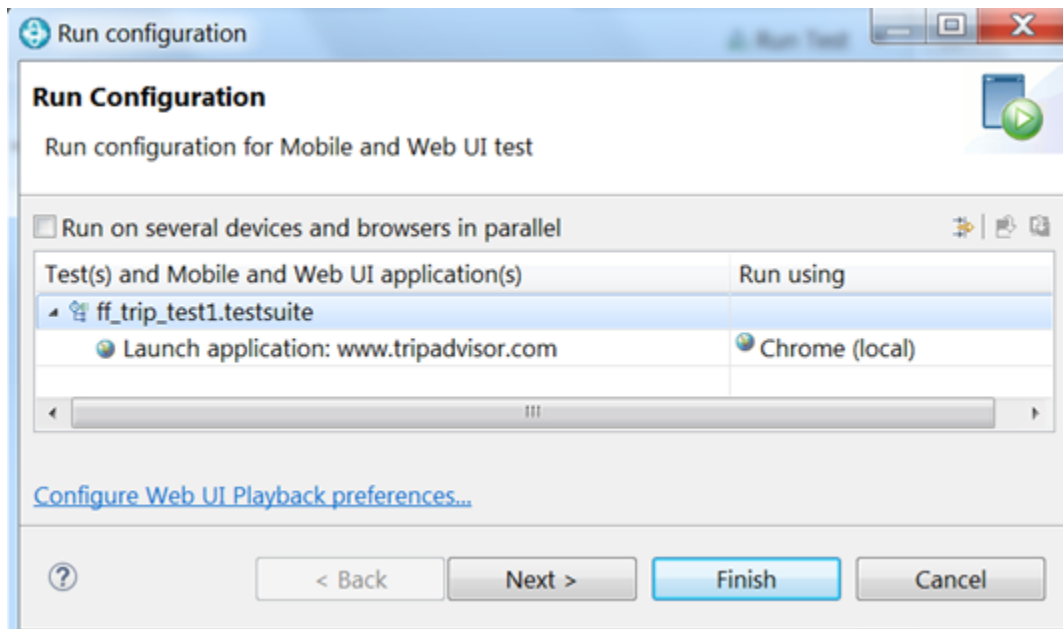 Run configuration
Run Test
Run Configuration
Run configuration for Mobile and Web UI test
Run on several devices and browsers in parallel
Test(s) and Mobile and Web UI application(s) Run using
ff_trip_test1.testsuite
Launch application: www.tripadvisor.com Chrome (local)
Configure Web UI Playback preferences...
? < Back Next > Finish Cancel